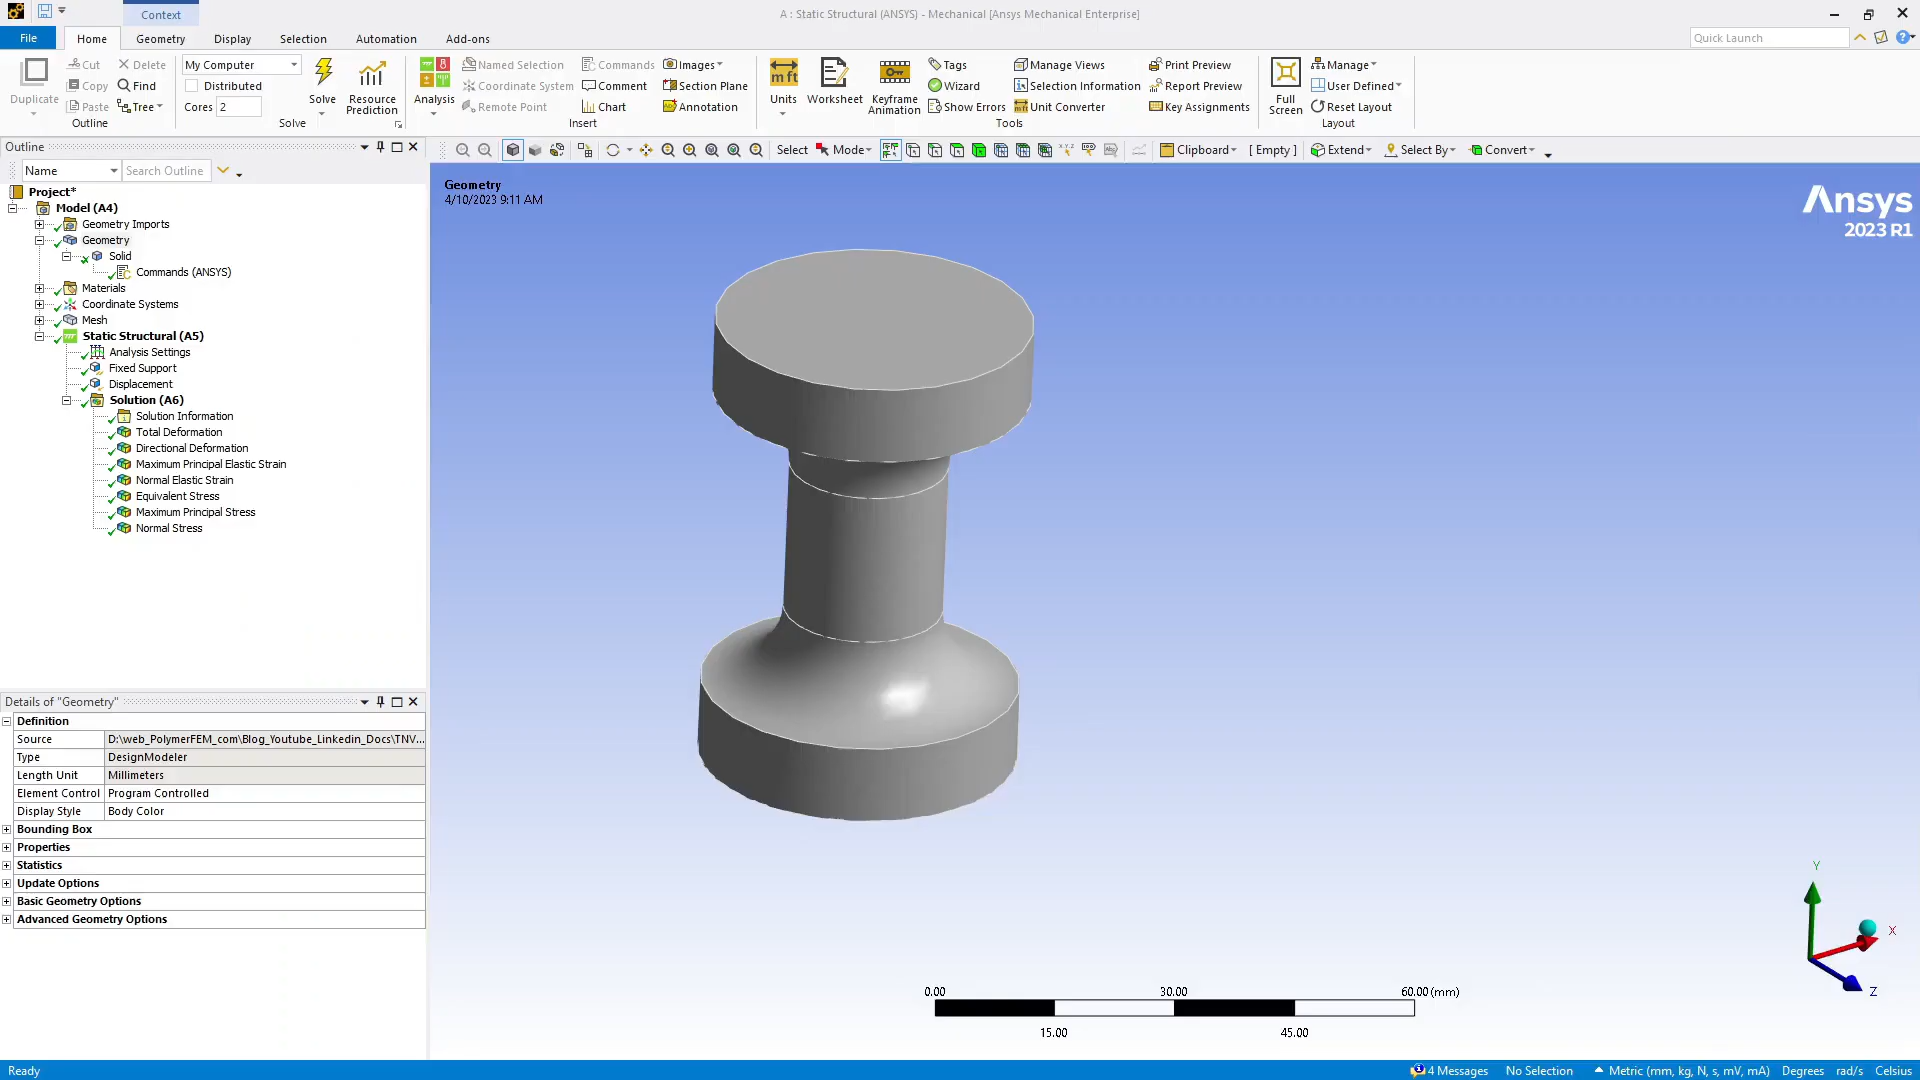 Context
A : Static Structural (ANSYS) - Mechanical [Ansys Mechanical Enterprise]
File Home Geometry Display Selection Automation Add-ons
Quick Launch
Duplicate
Cut Delete
Copy Find
Paste Tree
Outline
My Computer
Distributed
Cores 2
Solve
Resource
Prediction
Solve
Analysis
Named Selection Commands Images
Coordinate System Comment Section Plane
Remote Point Chart Annotation
Insert
Units
Worksheet
Keyframe
Animation
Tags Manage Views Print Preview
Wizard Selection Information Report Preview
Show Errors Unit Converter Key Assignments
Tools
Full
Screen
Manage
User Defined
Reset Layout
Layout
Outline
Select Mode Clipboard [ Empty ] Extend Select By Convert
Name Search Outline
Project*
Model (A4)
Geometry Imports
Geometry
Solid
Commands (ANSYS)
Materials
Coordinate Systems
Mesh
Static Structural (A5)
Analysis Settings
Fixed Support
Displacement
Solution (A6)
Solution Information
Total Deformation
Directional Deformation
Maximum Principal Elastic Strain
Normal Elastic Strain
Equivalent Stress
Maximum Principal Stress
Normal Stress
Geometry
4/10/2023 9:11 AM
Ansys
2023 R1
Details of "Geometry"
Definition
Source D:\web_PolymerFEM_com\Blog_Youtube_Linkedin_Docs\TNV...
Type DesignModeler
Length Unit Millimeters
Element Control Program Controlled
Display Style Body Color
Bounding Box
Properties
Statistics
Update Options
Basic Geometry Options
Advanced Geometry Options
Y
X
Z
0.00 30.00 60.00 (mm)
15.00 45.00
Ready 4 Messages No Selection Metric (mm, kg, N, s, mV, mA) Degrees rad/s Celsius